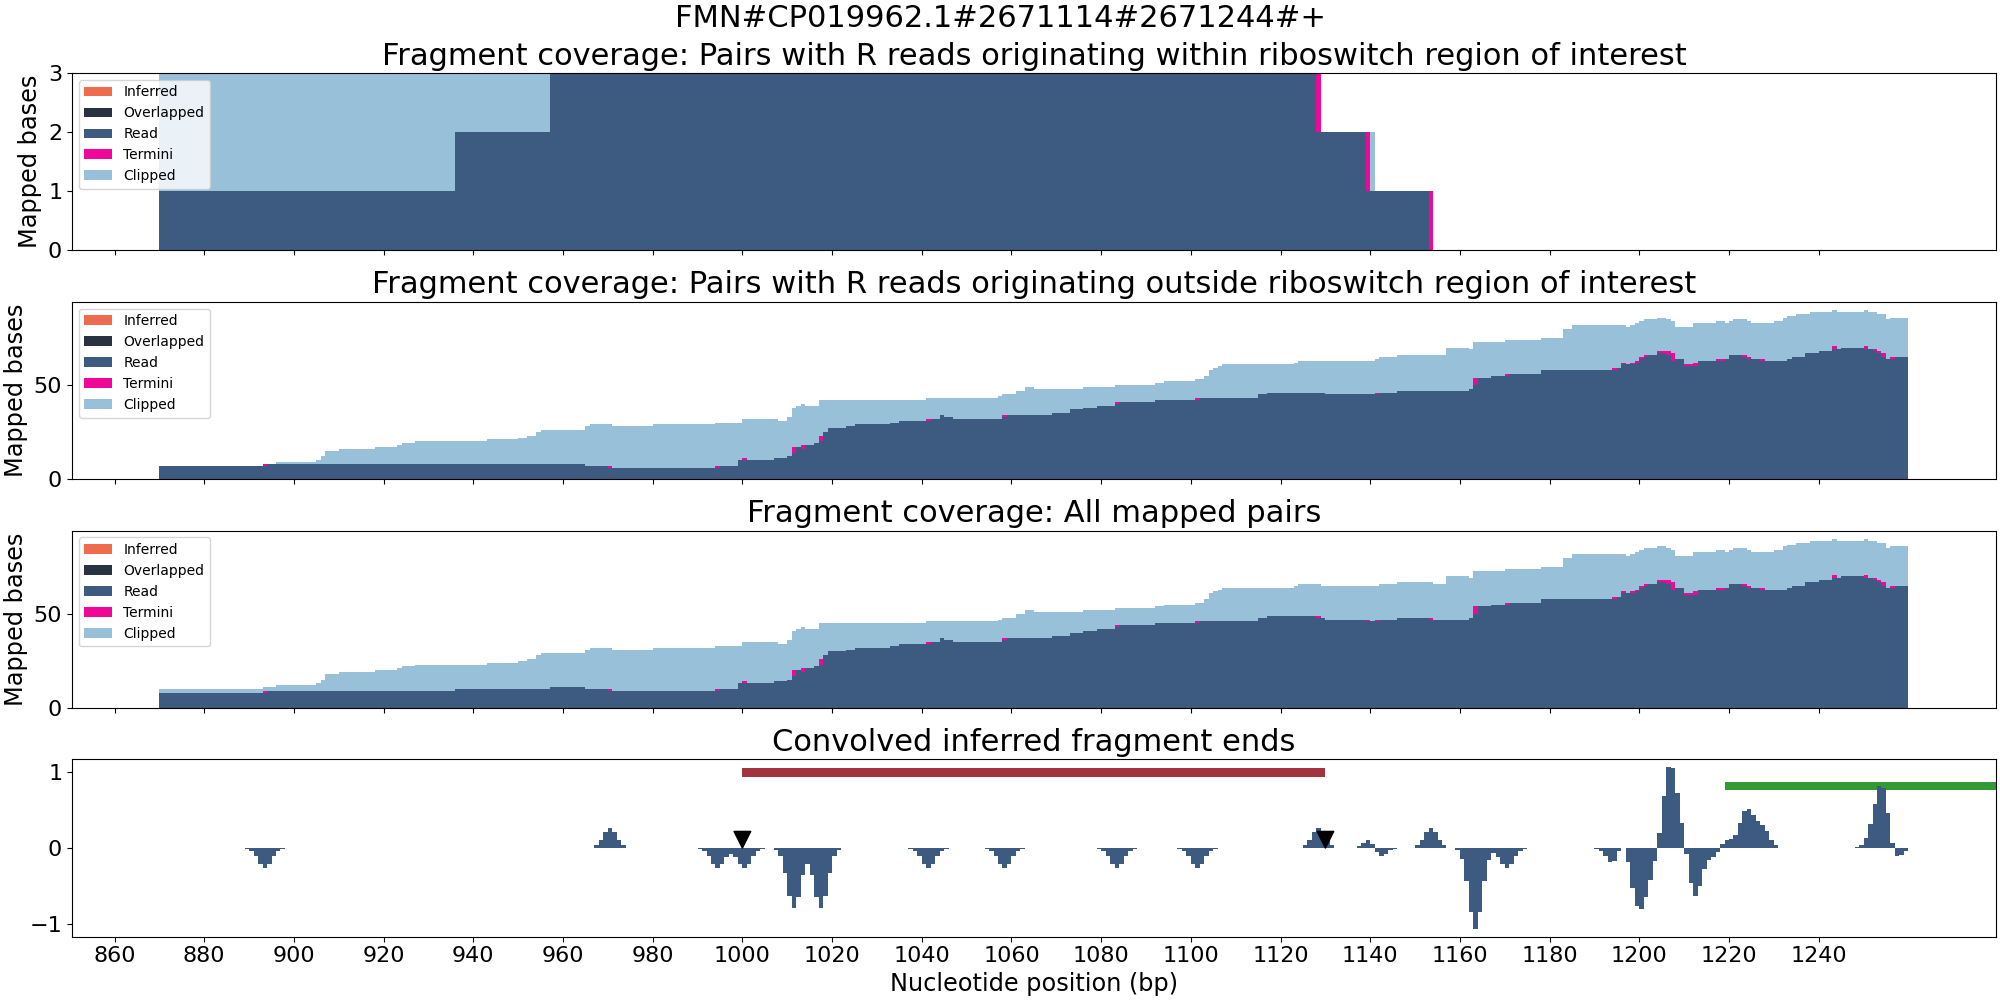 FMN#CP019962.1#2671114#2671244#+
Fragment coverage: Pairs with R reads originating within riboswitch region of interest
Mapped bases
3
2
1
0
Inferred
Overlapped
Read
Termini
Clipped
Fragment coverage: Pairs with R reads originating outside riboswitch region of interest
Mapped bases
50
0
Inferred
Overlapped
Read
Termini
Clipped
Fragment coverage: All mapped pairs
Mapped bases
50
0
Inferred
Overlapped
Read
Termini
Clipped
Convolved inferred fragment ends
1
0
−1
860 880 900 920 940 960 980 1000 1020 1040 1060 1080 1100 1120 1140 1160 1180 1200 1220 1240
Nucleotide position (bp)